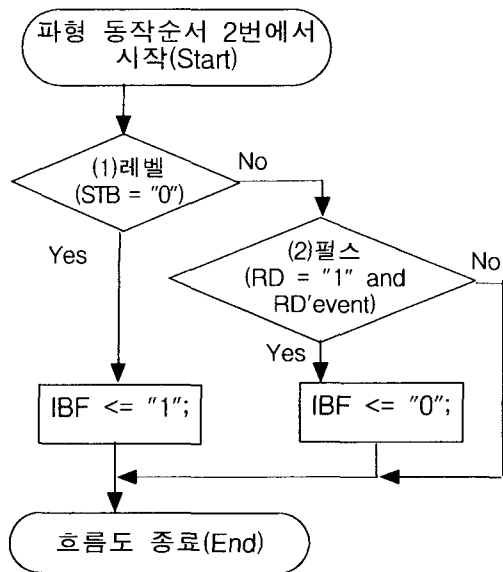 파형 동작순서 2번에서
시작(Start)
(1)레벨
(STB = "0")
No
Yes
(2)펄스
(RD = "1" and
RD'event)
No
Yes
IBF <= "1";
IBF <= "0";
흐름도 종료(End)